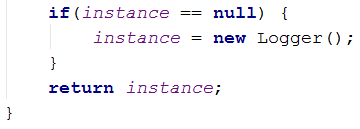 if(instance == null) {
instance = new Logger();
}
return instance;
}